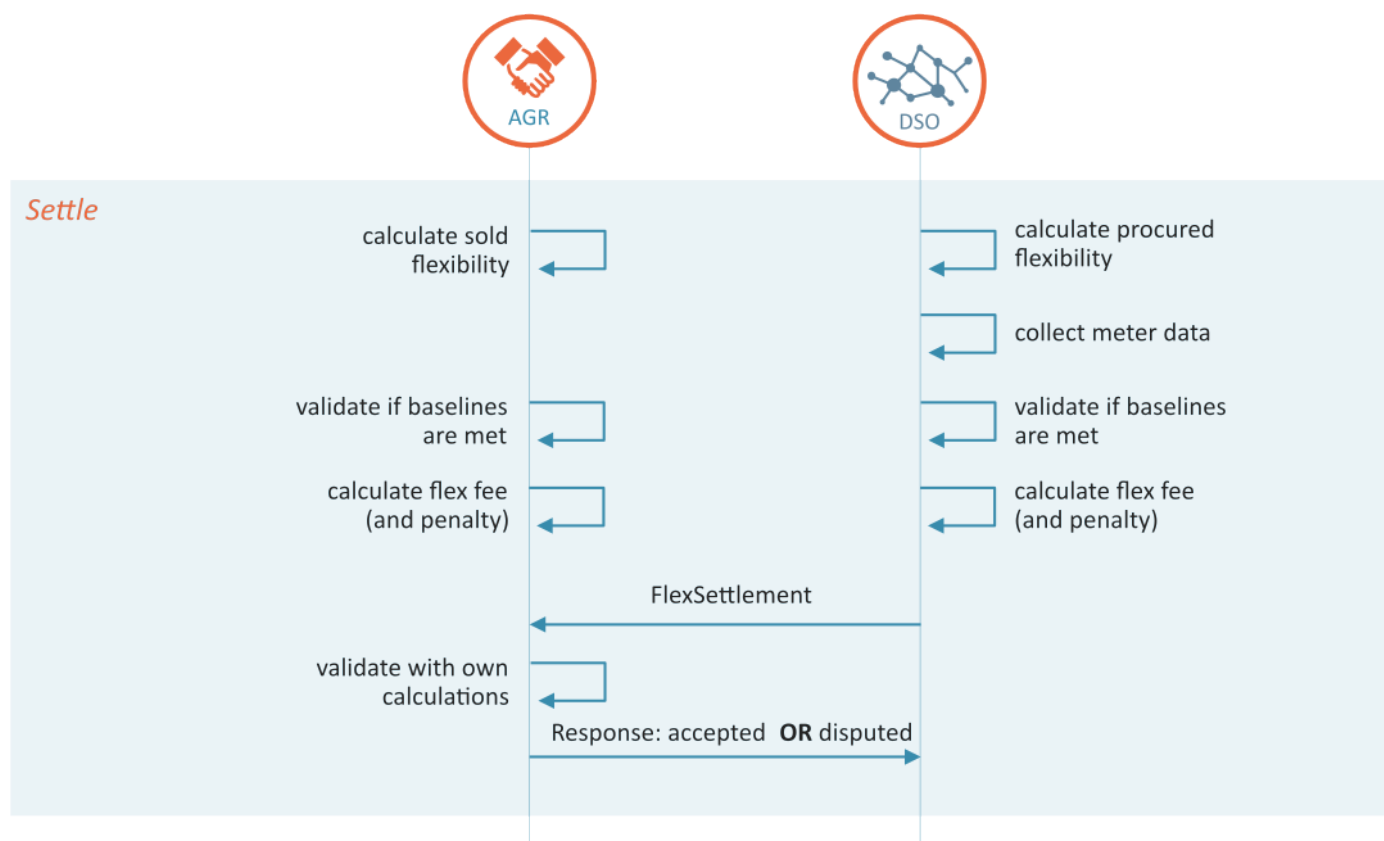 AGR
DSO
Settle
calculate sold
flexibility
calculate procured
flexibility
collect meter data
validate if baselines
are met
validate if baselines
are met
calculate flex fee
(and penalty)
calculate flex fee
(and penalty)
FlexSettlement
validate with own
calculations
Response: accepted OR disputed